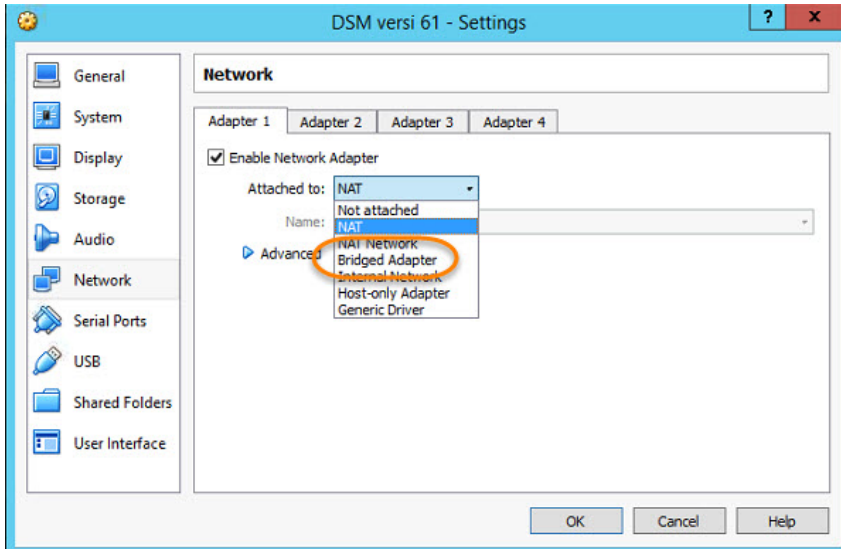 DSM versi 61 - Settings
?
x
General
System
Display
Storage
Audio
Network
Serial Ports
USB
Shared Folders
User Interface
Network
Adapter 1
Adapter 2
Adapter 3
Adapter 4
Enable Network Adapter
Attached to: NAT
Name:
Advanced
Not attached
NAT
NAT Network
Bridged Adapter
Internal Network
Host-only Adapter
Generic Driver
OK
Cancel
Help